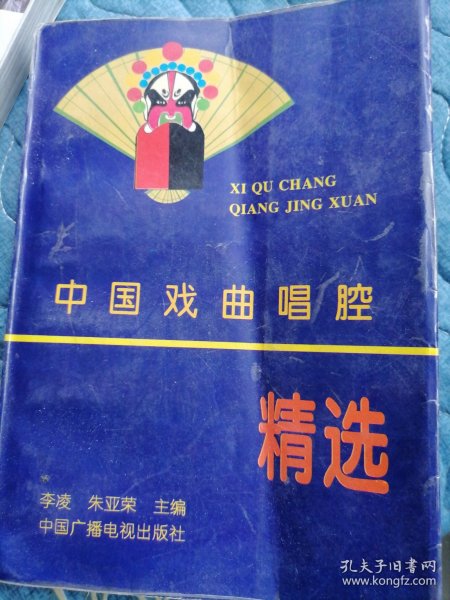 XI QU CHANG
QIANG JING XUAN
中国戏曲唱腔
精选
李凌 朱亚荣 主编
中国广播电视出版社
孔夫子旧书网
www.kongfz.com